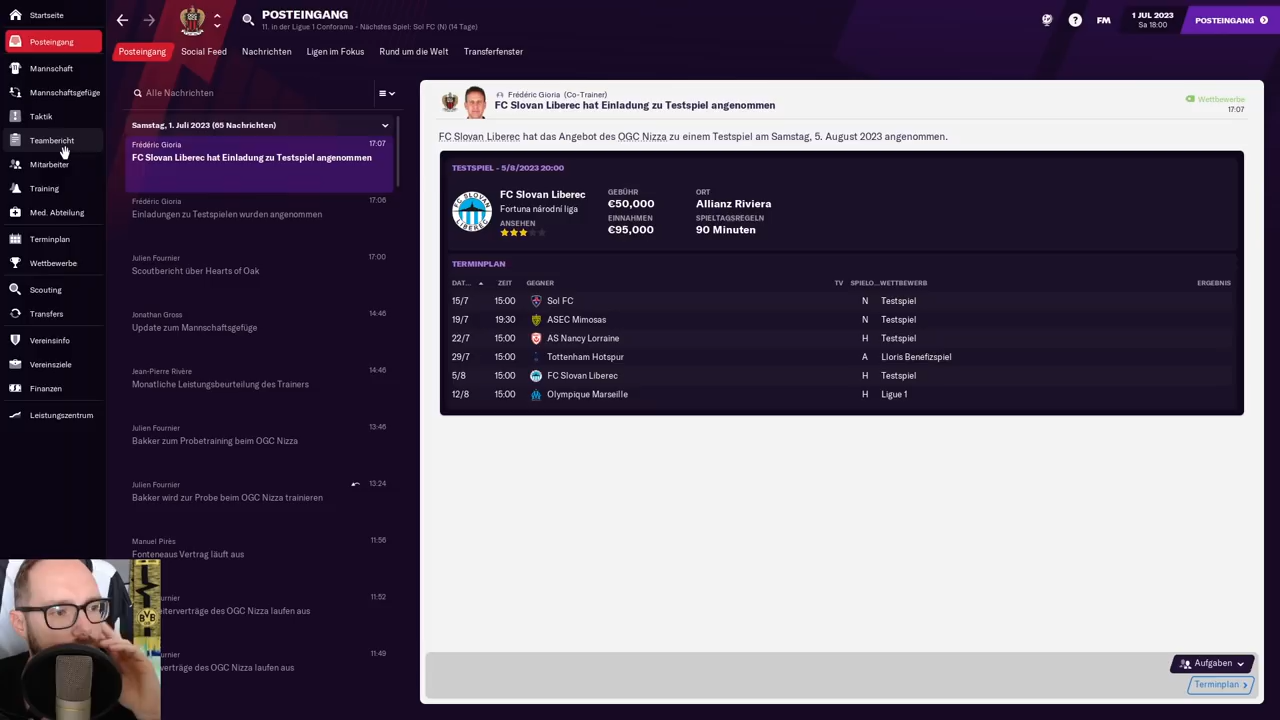 Startseite
Posteingang
Mannschaft
Mannschaftsgefüge
Taktik
Teambericht
Mitarbeiter
Training
Med. Abteilung
Terminplan
Wettbewerbe
Scouting
Transfers
Vereinsinfo
Vereinsziele
Finanzen
Leistungszentrum
POSTEINGANG
11. in der Ligue 1 Conforama - Nächstes Spiel: Sol FC (N) (14 Tage)
FM
1 JUL 2023
Sa 18:00
POSTEINGANG
Posteingang Social Feed Nachrichten Ligen im Fokus Rund um die Welt Transferfenster
Alle Nachrichten
Samstag, 1. Juli 2023 (65 Nachrichten)
Frédéric Gioria 17:07
FC Slovan Liberec hat Einladung zu Testspiel angenommen
Frédéric Gioria 17:06
Einladungen zu Testspielen wurden angenommen
Julien Fournier 17:00
Scoutbericht über Hearts of Oak
Jonathan Gross 14:46
Update zum Mannschaftsgefüge
Jean-Pierre Rivère 14:46
Monatliche Leistungsbeurteilung des Trainers
Julien Fournier 13:46
Bakker zum Probetraining beim OGC Nizza
Julien Fournier 13:24
Bakker wird zur Probe beim OGC Nizza trainieren
Manuel Pirès 11:56
Fonteneaus Vertrag läuft aus
11:52
des OGC Nizza laufen aus
11:49
des OGC Nizza laufen aus
BVB
09
Frédéric Gioria (Co-Trainer)
FC Slovan Liberec hat Einladung zu Testspiel angenommen
Wettbewerbe
17:07
FC Slovan Liberec hat das Angebot des OGC Nizza zu einem Testspiel am Samstag, 5. August 2023 angenommen.
TESTSPIEL - 5/8/2023 20:00
FC Slovan Liberec
Fortuna národní liga
ANSEHEN
GEBÜHR
€50,000
EINNAHMEN
€95,000
ORT
Allianz Riviera
SPIELTAGSREGELN
90 Minuten
TERMINPLAN
DAT... ZEIT GEGNER TV SPIELO... WETTBEWERB ERGEBNIS
15/7 15:00 Sol FC N Testspiel
19/7 19:30 ASEC Mimosas N Testspiel
22/7 15:00 AS Nancy Lorraine H Testspiel
29/7 15:00 Tottenham Hotspur A Lloris Benefizspiel
5/8 15:00 FC Slovan Liberec H Testspiel
12/8 15:00 Olympique Marseille H Ligue 1
Aufgaben
Terminplan